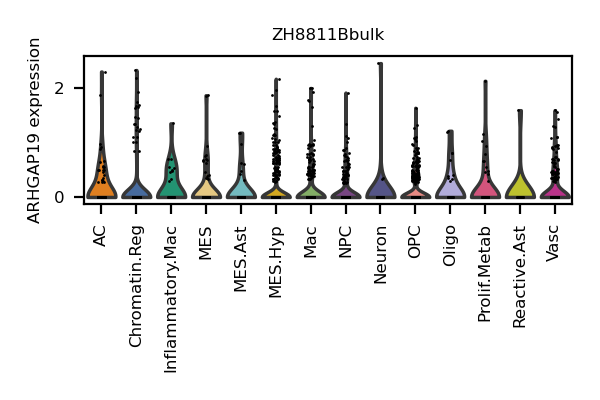 ZH8811Bbulk
ARHGAP19 expression
2
0
AC
Chromatin.Reg
Inflammatory.Mac
MES
MES.Ast
MES.Hyp
Mac
NPC
Neuron
OPC
Oligo
Prolif.Metab
Reactive.Ast
Vasc